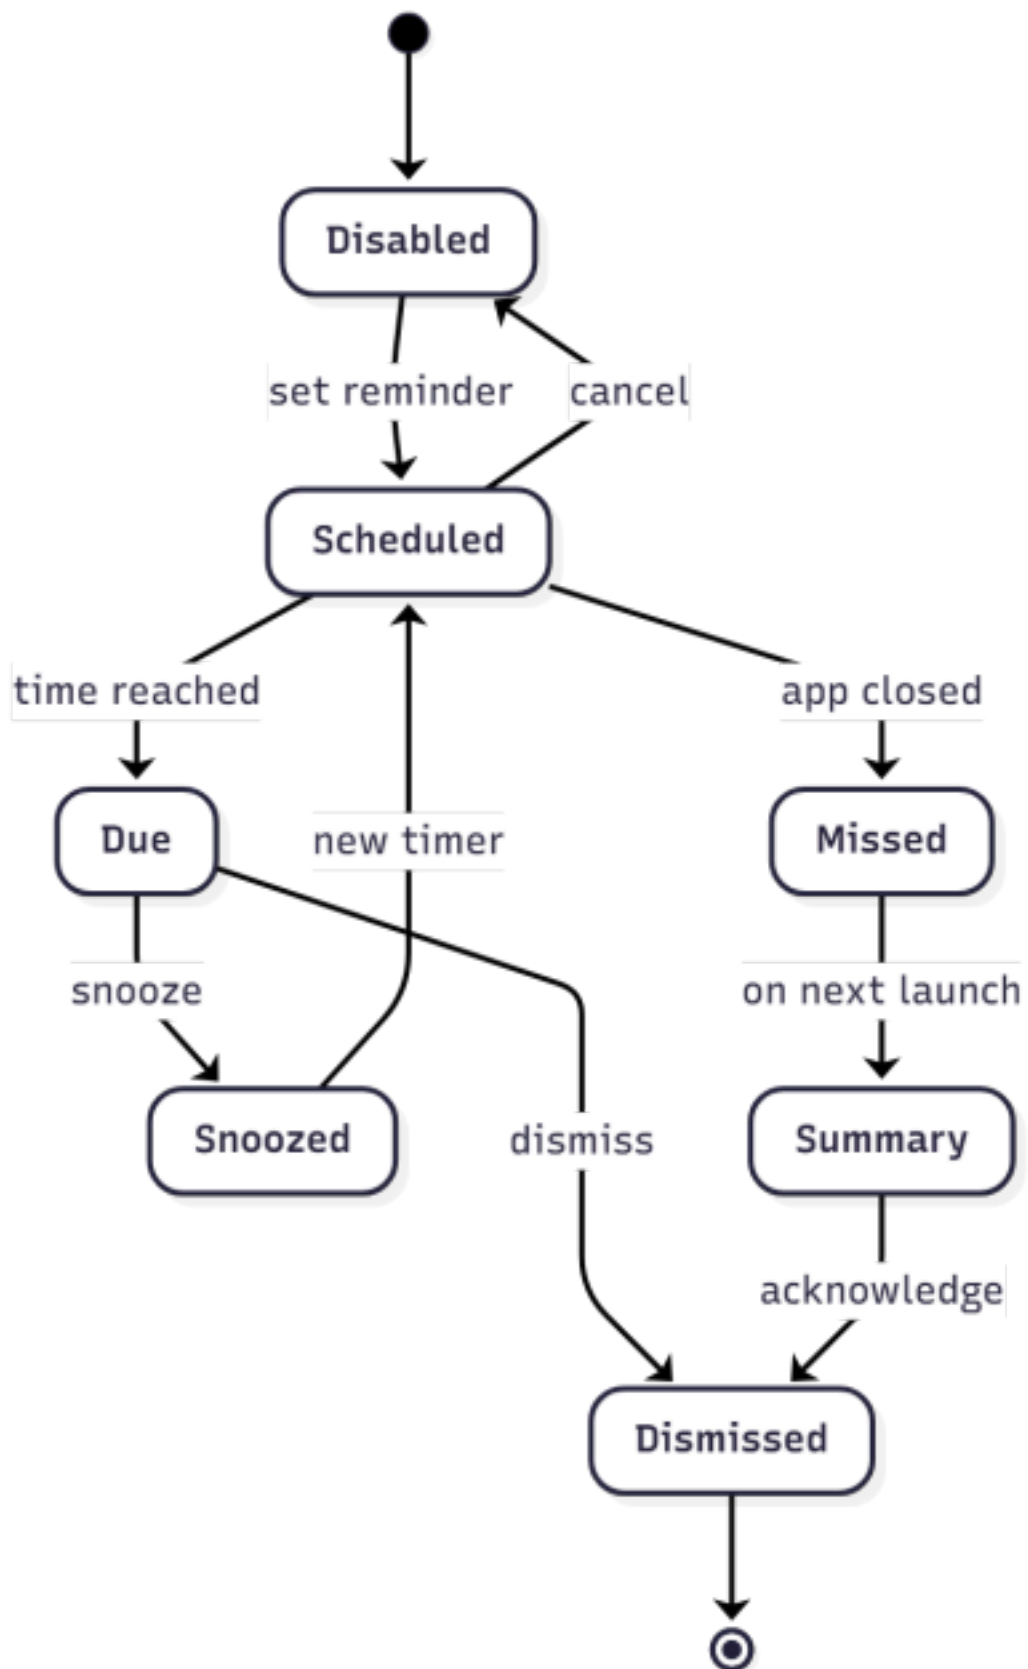 Disabled
set reminder
cancel
Scheduled
time reached
app closed
Due
new timer
Missed
snooze
on next launch
Snoozed
dismiss
Summary
acknowledge
Dismissed